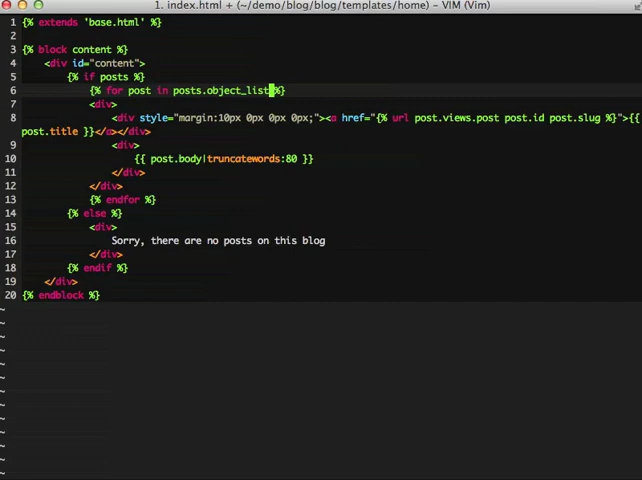 1. index.html + (~/demo/blog/blog/templates/home) - VIM (Vim)
1 {% extends 'base.html' %}
2
3 {% block content %}
4 <div id="content">
5 {% if posts %}
6 {% for post in posts.object_list %}
7 <div>
8 <div style="margin:10px 0px 0px 0px;"><a href="{% url post.views.post post.id post.slug %}">{{
post.title }}</a></div>
9 <div>
10 {{ post.body|truncatewords:80 }}
11 </div>
12 </div>
13 {% endfor %}
14 {% else %}
15 <div>
16 Sorry, there are no posts on this blog
17 </div>
18 {% endif %}
19 </div>
20 {% endblock %}
~
~
~
~
~
~
~
~
~
~
~
~
~